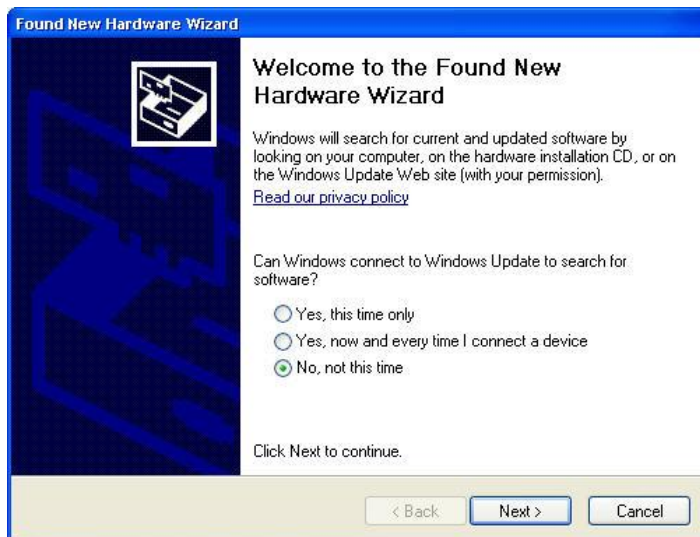 Found New Hardware Wizard
Welcome to the Found New
Hardware Wizard
Windows will search for current and updated software by
looking on your computer, on the hardware installation CD, or on
the Windows Update Web site (with your permission).
Read our privacy policy
Can Windows connect to Windows Update to search for
software?
Yes, this time only
Yes, now and every time I connect a device
No, not this time
Click Next to continue.
< Back
Next >
Cancel